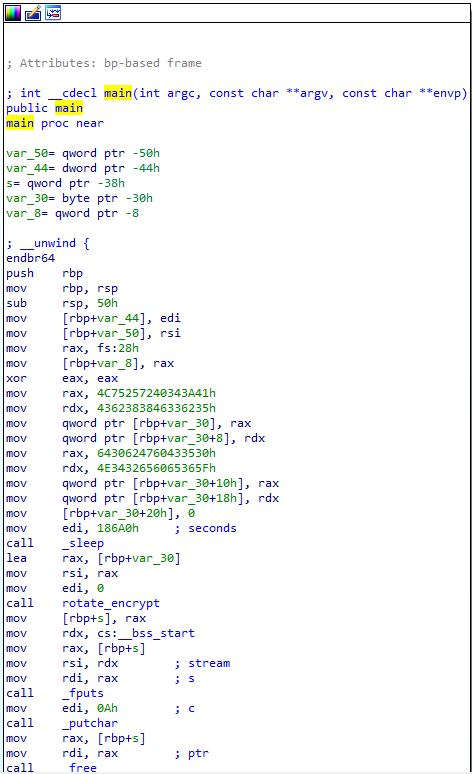 ; Attributes: bp-based frame
; int __cdecl main(int argc, const char **argv, const char **envp)
public main
main proc near
var_50= qword ptr -50h
var_44= dword ptr -44h
s= qword ptr -38h
var_30= byte ptr -30h
var_8= qword ptr -8
; __unwind {
endbr64
push    rbp
mov     rbp, rsp
sub     rsp, 50h
mov     [rbp+var_44], edi
mov     [rbp+var_50], rsi
mov     rax, fs:28h
mov     [rbp+var_8], rax
xor     eax, eax
mov     rax, 4C75257240343A41h
mov     rdx, 4362383846336235h
mov     qword ptr [rbp+var_30], rax
mov     qword ptr [rbp+var_30+8], rdx
mov     rax, 6430624760433530h
mov     rdx, 4E3432656065365Fh
mov     qword ptr [rbp+var_30+10h], rax
mov     qword ptr [rbp+var_30+18h], rdx
mov     [rbp+var_30+20h], 0
mov     edi, 186A0h     ; seconds
call    _sleep
lea     rax, [rbp+var_30]
mov     rsi, rax
mov     edi, 0
call    rotate_encrypt
mov     [rbp+s], rax
mov     rdx, cs:__bss_start
mov     rax, [rbp+s]
mov     rsi, rdx        ; stream
mov     rdi, rax        ; s
call    _fputs
mov     edi, 0Ah        ; c
call    _putchar
mov     rax, [rbp+s]
mov     rdi, rax        ; ptr
call    _free